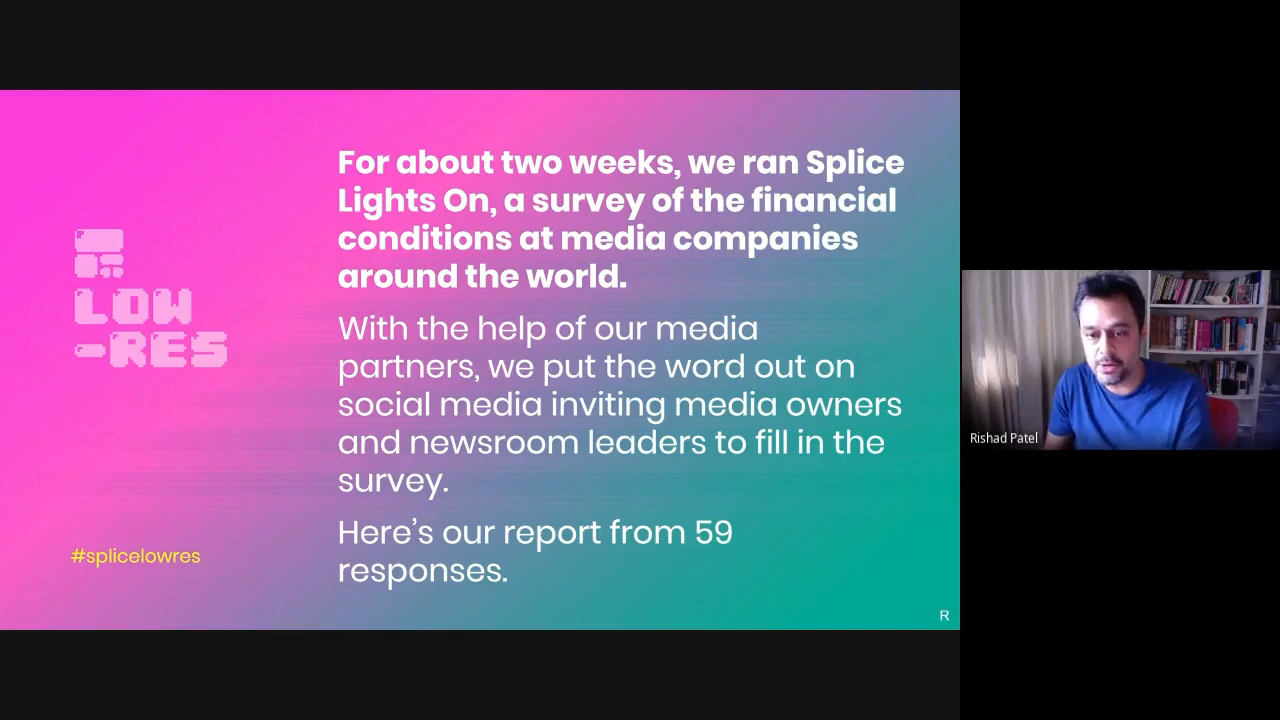 For about two weeks, we ran Splice
Lights On, a survey of the financial
conditions at media companies
around the world.
With the help of our media
partners, we put the word out on
social media inviting media owners
and newsroom leaders to fill in the
survey.
Here’s our report from 59
responses.
LOW
-RES
#splicelowres
R
Rishad Patel